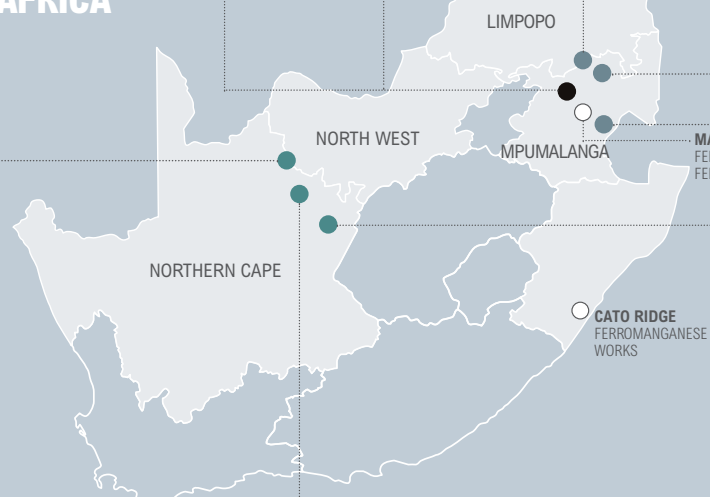 AFRICA
LIMPOPO
NORTH WEST
MPUMALANGA
NORTHERN CAPE
CATO RIDGE
FERROMANGANESE
WORKS